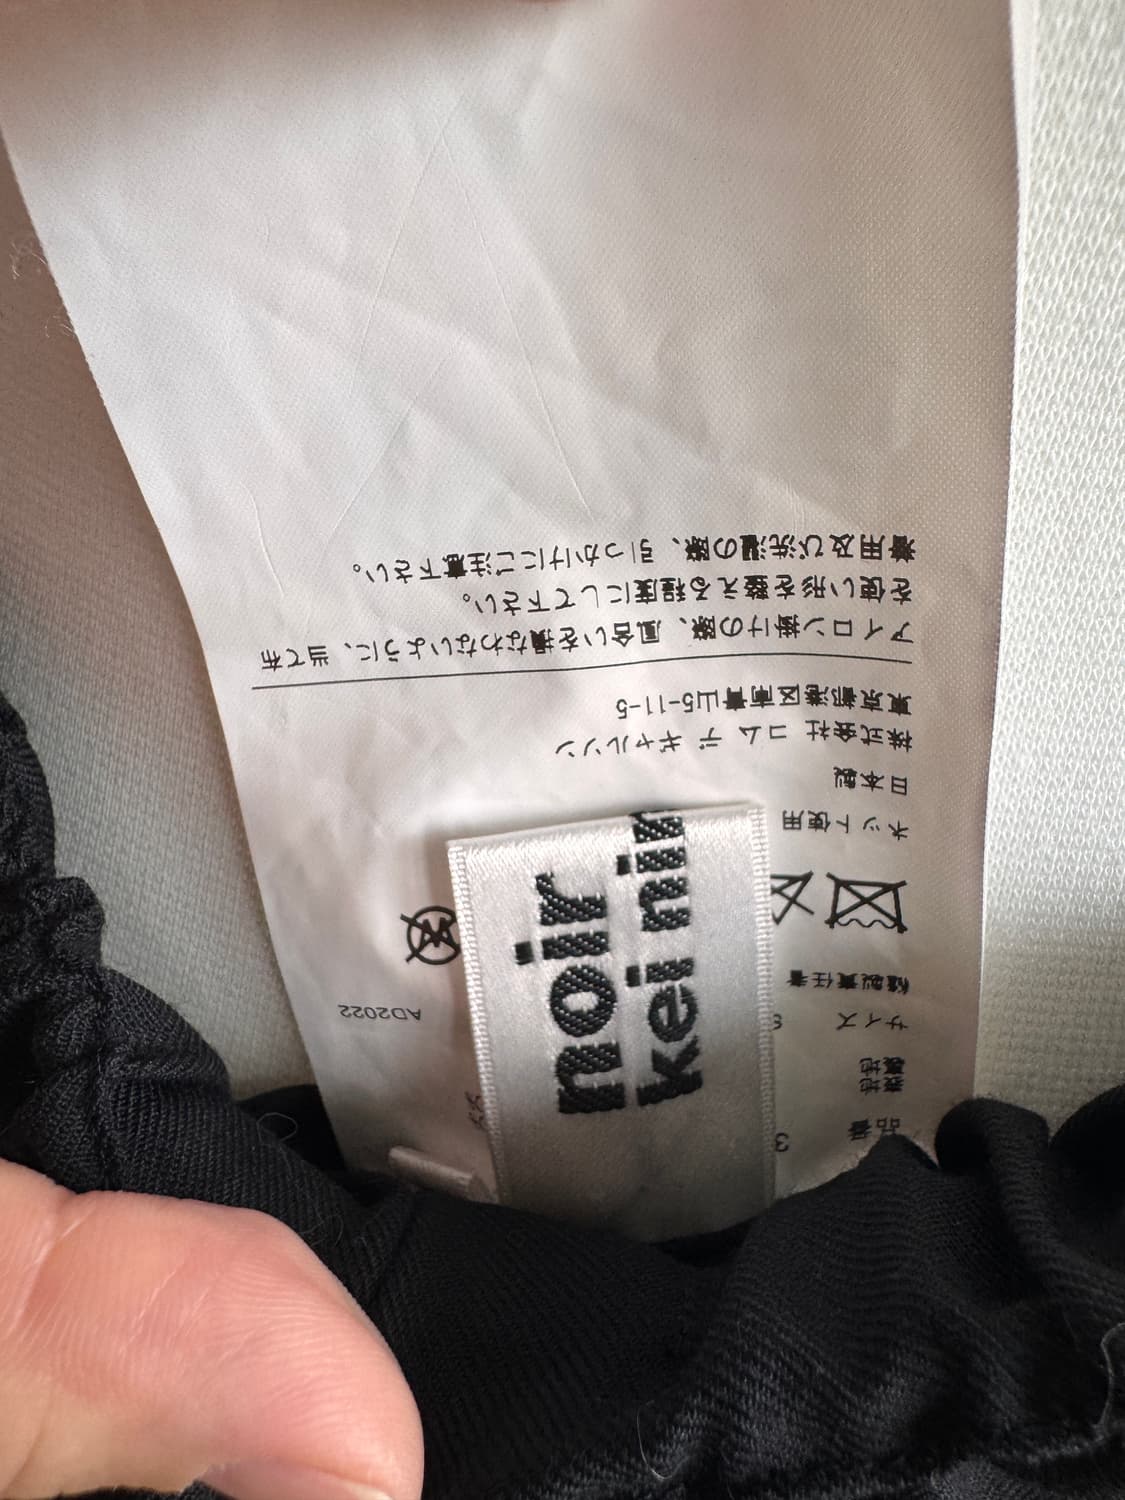 noir
kei nin
品番 3
表地
裏地
サイズ S
縫製責任者
AD2022
ネット使用
日本製
株式会社 コム デ ギャルソン
東京都港区南青山5-11-5
アイロン掛けの際、風合いを損なわないように、当て布
を使い形を整える程度にして下さい。
着用及び洗濯の際、引っかけにご注意下さい。